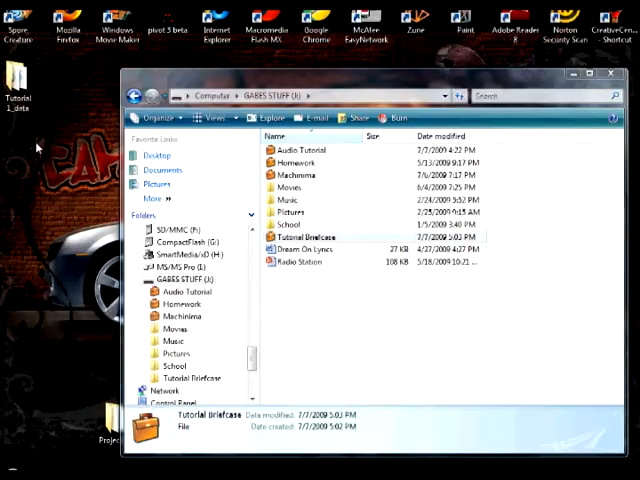 Spore Creature
Mozilla Firefox
Windows Movie Maker
pivot 3 beta
Internet Explorer
Macromedia Flash MX
Google Chrome
McAfee EasyNetwork
Zune
Paint
Adobe Reader 8
Norton Security Scan
CreativeCen... - Shortcut
Tutorial 1_data
Computer GABES STUFF (J:)
Search
Organize Views Explore E-mail Share Burn
Favorite Links
Desktop
Documents
Pictures
More
Folders
SD/MMC (F:)
CompactFlash (G:)
SmartMedia/xD (H:)
MS/MS Pro (I:)
GABES STUFF (J:)
Audio Tutorial
Homework
Machinima
Movies
Music
Pictures
School
Tutorial Briefcase
Network
Control Panel
Name Size Date modified
Audio Tutorial 7/7/2009 4:22 PM
Homework 5/13/2009 9:17 PM
Machinima 7/6/2009 7:17 PM
Movies 6/4/2009 7:25 PM
Music 2/24/2009 5:52 PM
Pictures 2/25/2009 9:15 AM
School 1/5/2009 3:40 PM
Tutorial Briefcase 7/7/2009 5:03 PM
Dream On Lyrics 27 KB 4/27/2009 4:27 PM
Radio Station 108 KB 5/18/2009 10:21 ...
Projec
Tutorial Briefcase Date modified: 7/7/2009 5:03 PM
File Date created: 7/7/2009 5:02 PM